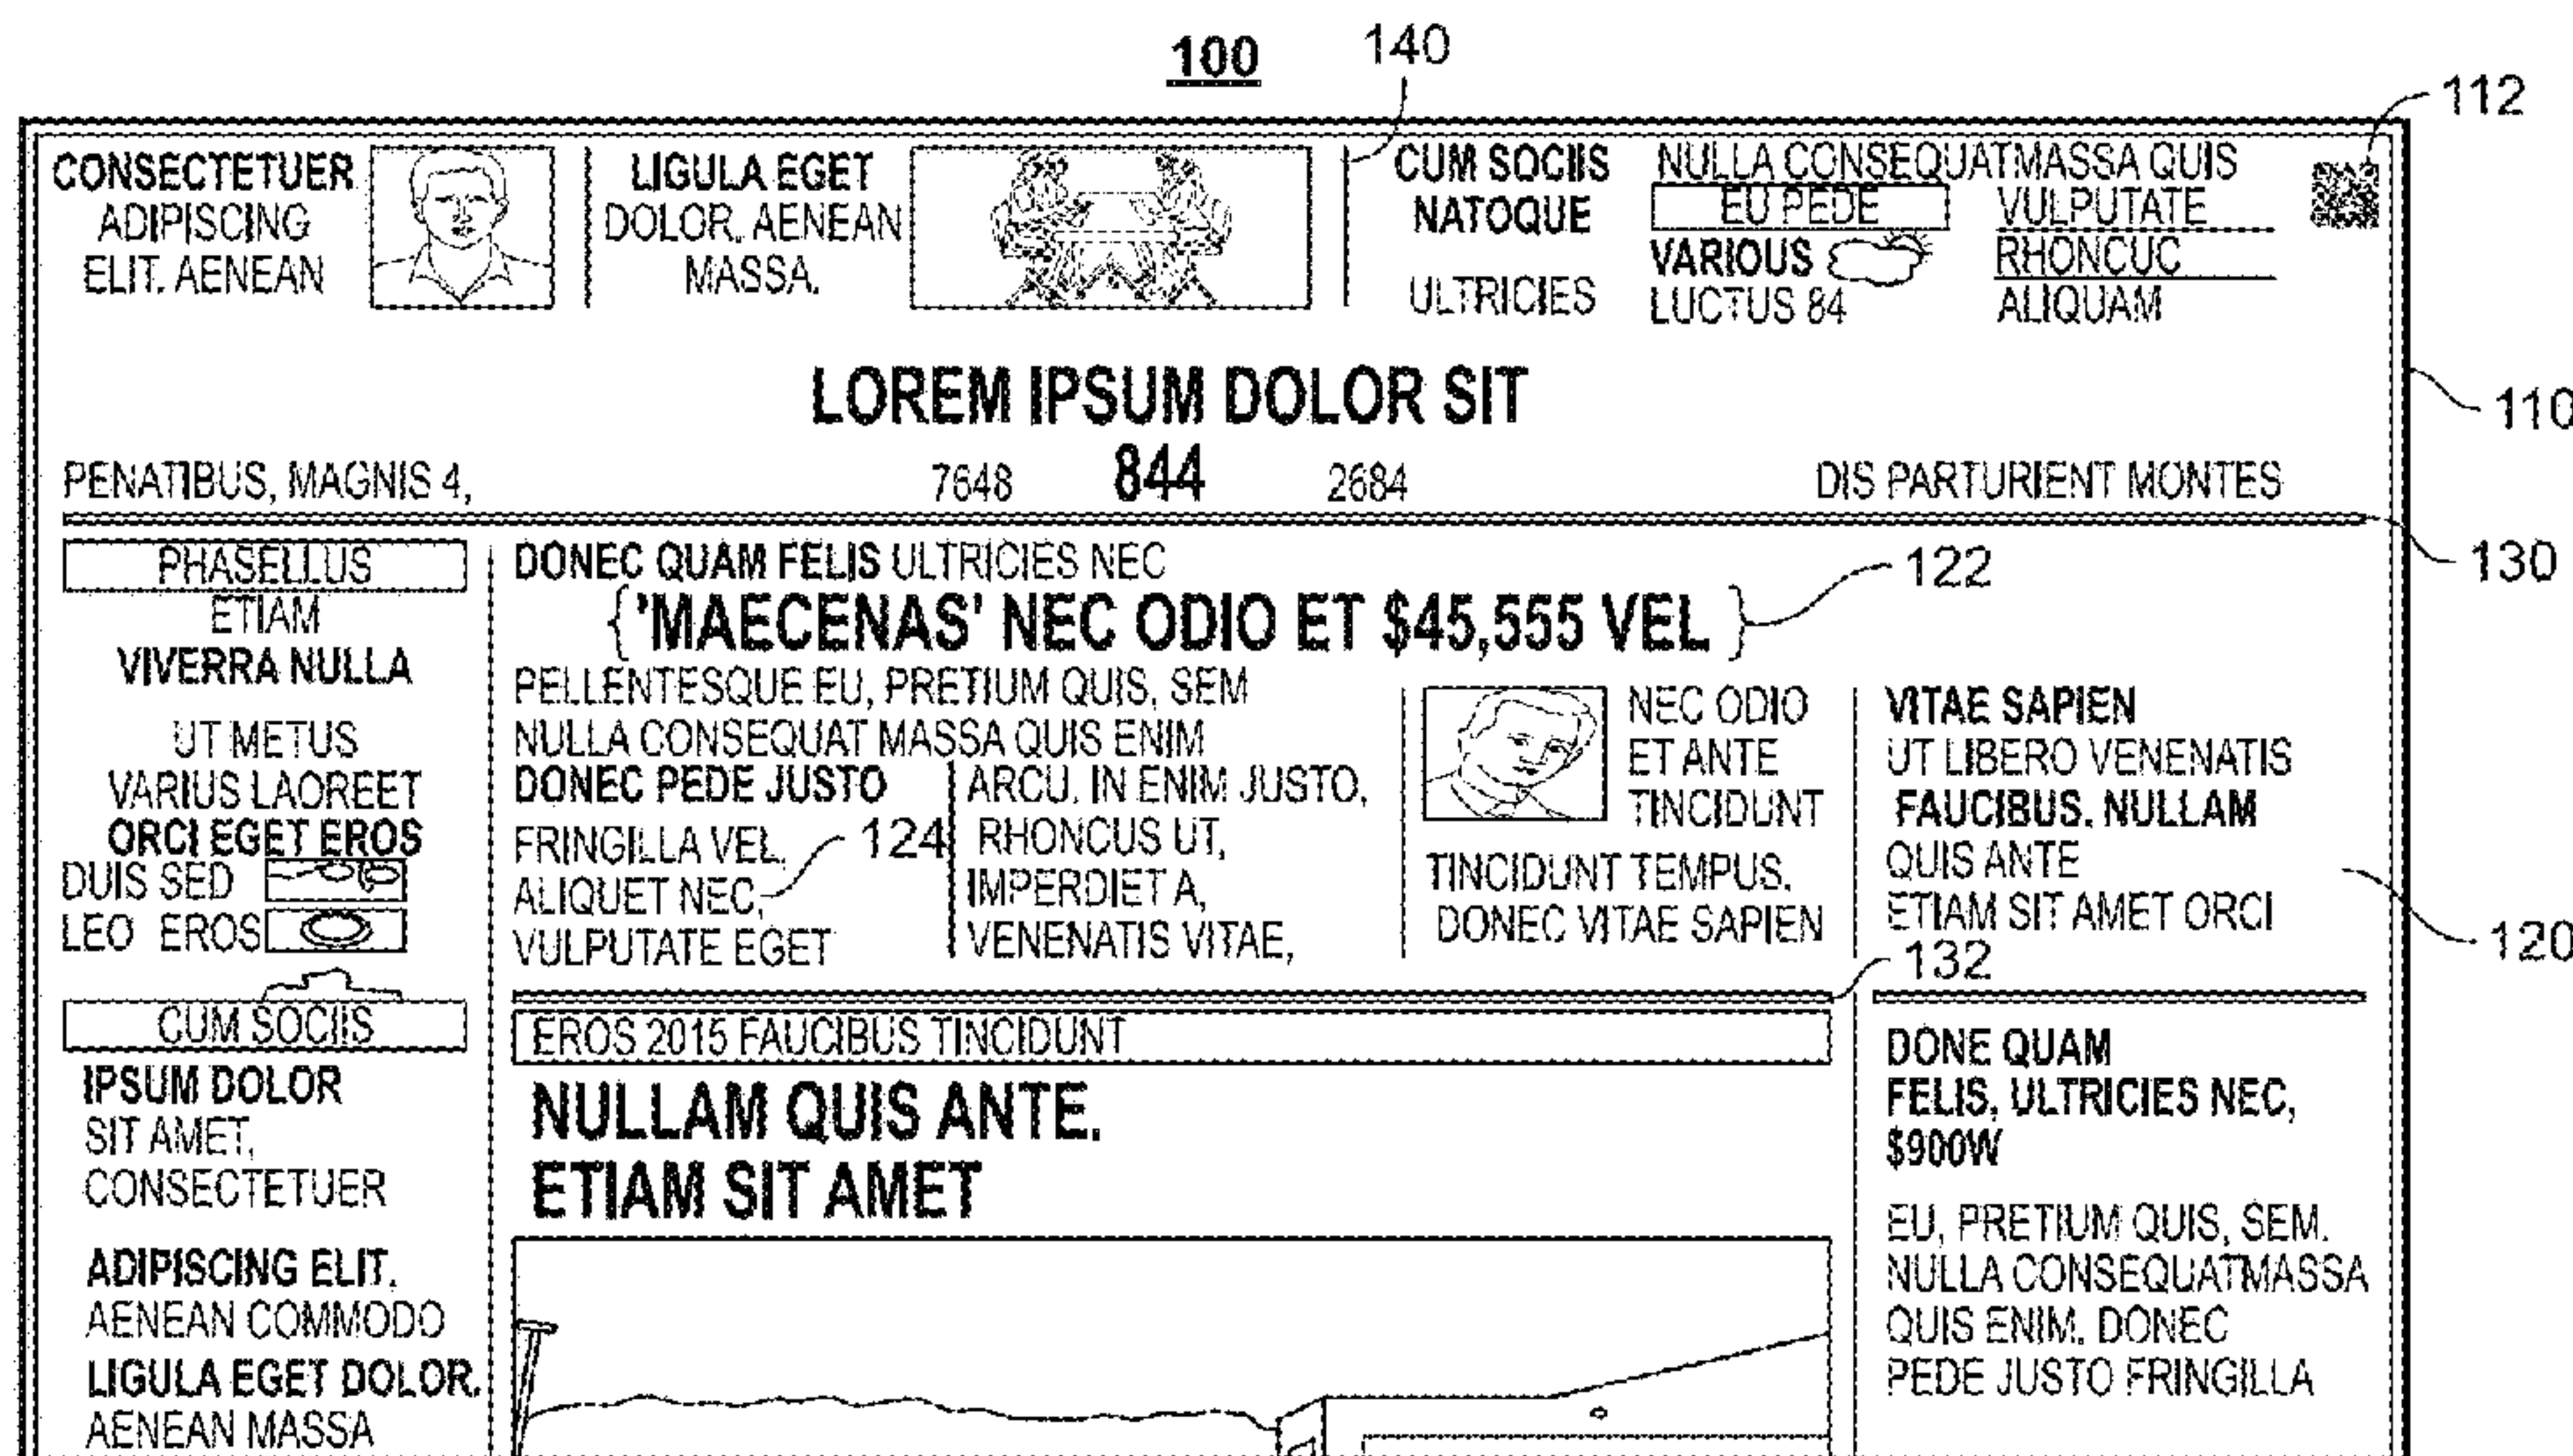 100
140
112
CONSECTETUER
ADIPISCING
ELIT. AENEAN
LIGULA EGET
DOLOR. AENEAN
MASSA.
CUM SOCIIS
NATOQUE
ULTRICIES
NULLA CONSEQUATMASSA QUIS
EU PEDE
VARIOUS
LUCTUS 84
VULPUTATE
RHONCUC
ALIQUAM
LOREM IPSUM DOLOR SIT
110
PENATIBUS, MAGNIS 4,
7648 844 2684
DIS PARTURIENT MONTES
130
PHASELLUS
ETIAM
VIVERRA NULLA
UT METUS
VARIUS LAOREET
ORCI EGET EROS
DUIS SED
LEO EROS
CUM SOCIIS
IPSUM DOLOR
SIT AMET,
CONSECTETUER
ADIPISCING ELIT.
AENEAN COMMODO
LIGULA EGET DOLOR.
AENEAN MASSA
DONEC QUAM FELIS ULTRICIES NEC
{'MAECENAS' NEC ODIO ET $45,555 VEL}
122
PELLENTESQUE EU, PRETIUM QUIS, SEM
NULLA CONSEQUAT MASSA QUIS ENIM
DONEC PEDE JUSTO
FRINGILLA VEL,
ALIQUET NEC,
VULPUTATE EGET
124
ARCU. IN ENIM JUSTO,
RHONCUS UT,
IMPERDIET A,
VENENATIS VITAE,
NEC ODIO
ET ANTE
TINCIDUNT
TINCIDUNT TEMPUS.
DONEC VITAE SAPIEN
VITAE SAPIEN
UT LIBERO VENENATIS
FAUCIBUS. NULLAM
QUIS ANTE
ETIAM SIT AMET ORCI
120
132
EROS 2015 FAUCIBUS TINCIDUNT
NULLAM QUIS ANTE.
ETIAM SIT AMET
DONE QUAM
FELIS, ULTRICIES NEC,
$900W
EU, PRETIUM QUIS, SEM.
NULLA CONSEQUATMASSA
QUIS ENIM. DONEC
PEDE JUSTO FRINGILLA